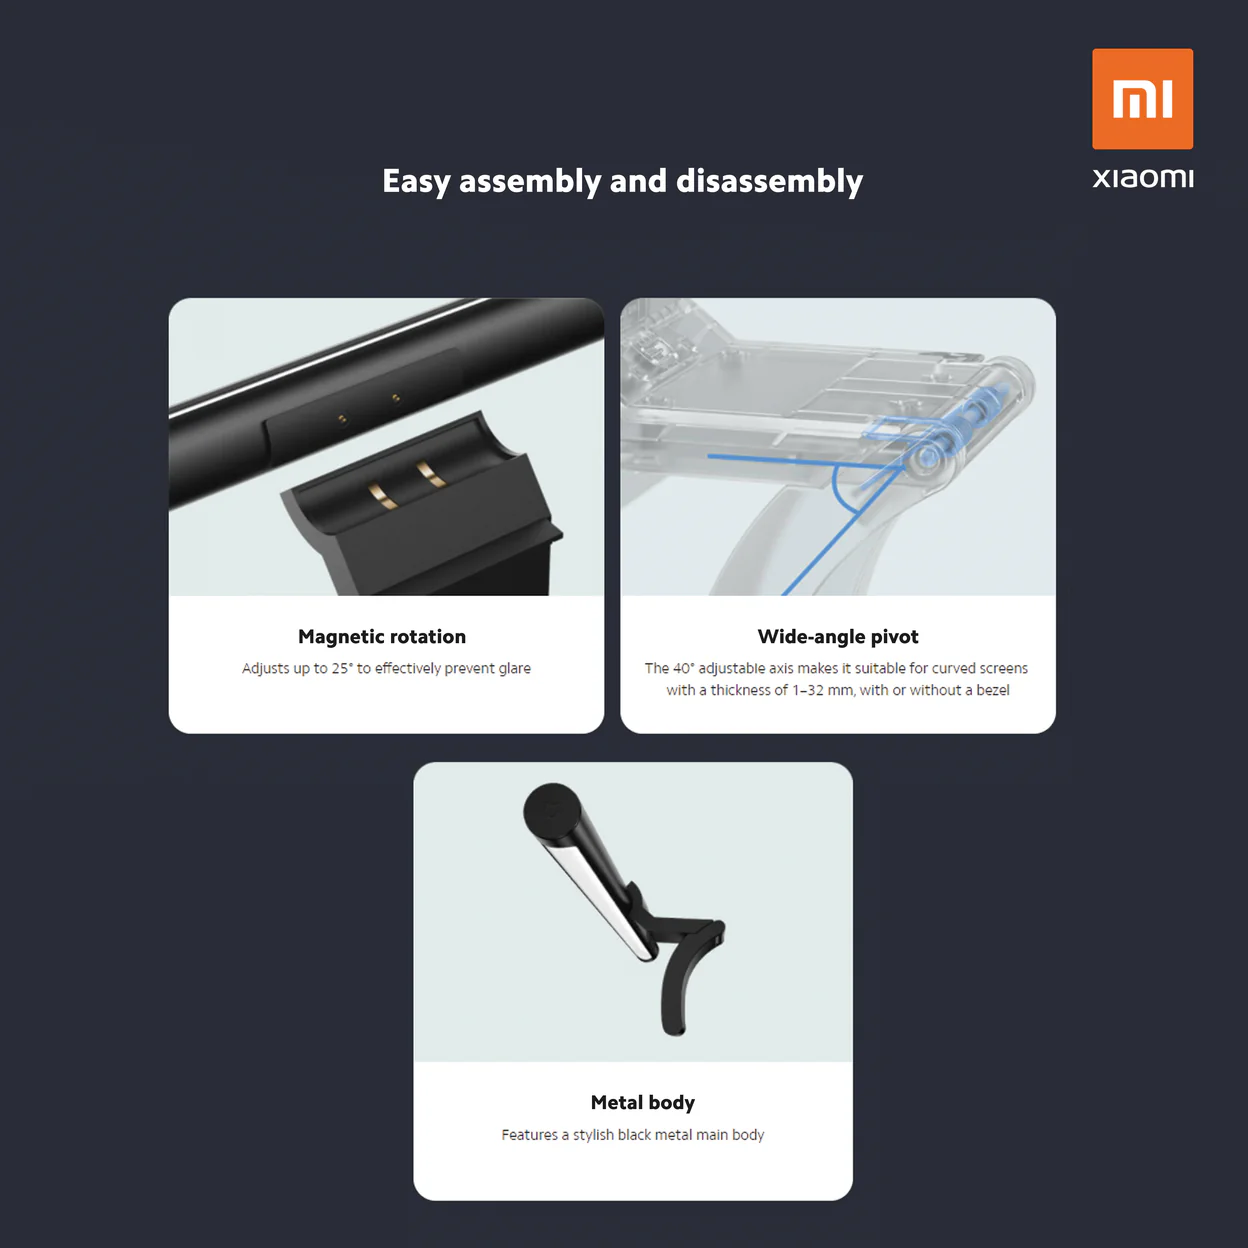 mi
xiaomi
Easy assembly and disassembly
Magnetic rotation
Adjusts up to 25° to effectively prevent glare
Wide-angle pivot
The 40° adjustable axis makes it suitable for curved screens
with a thickness of 1–32 mm, with or without a bezel
Metal body
Features a stylish black metal main body